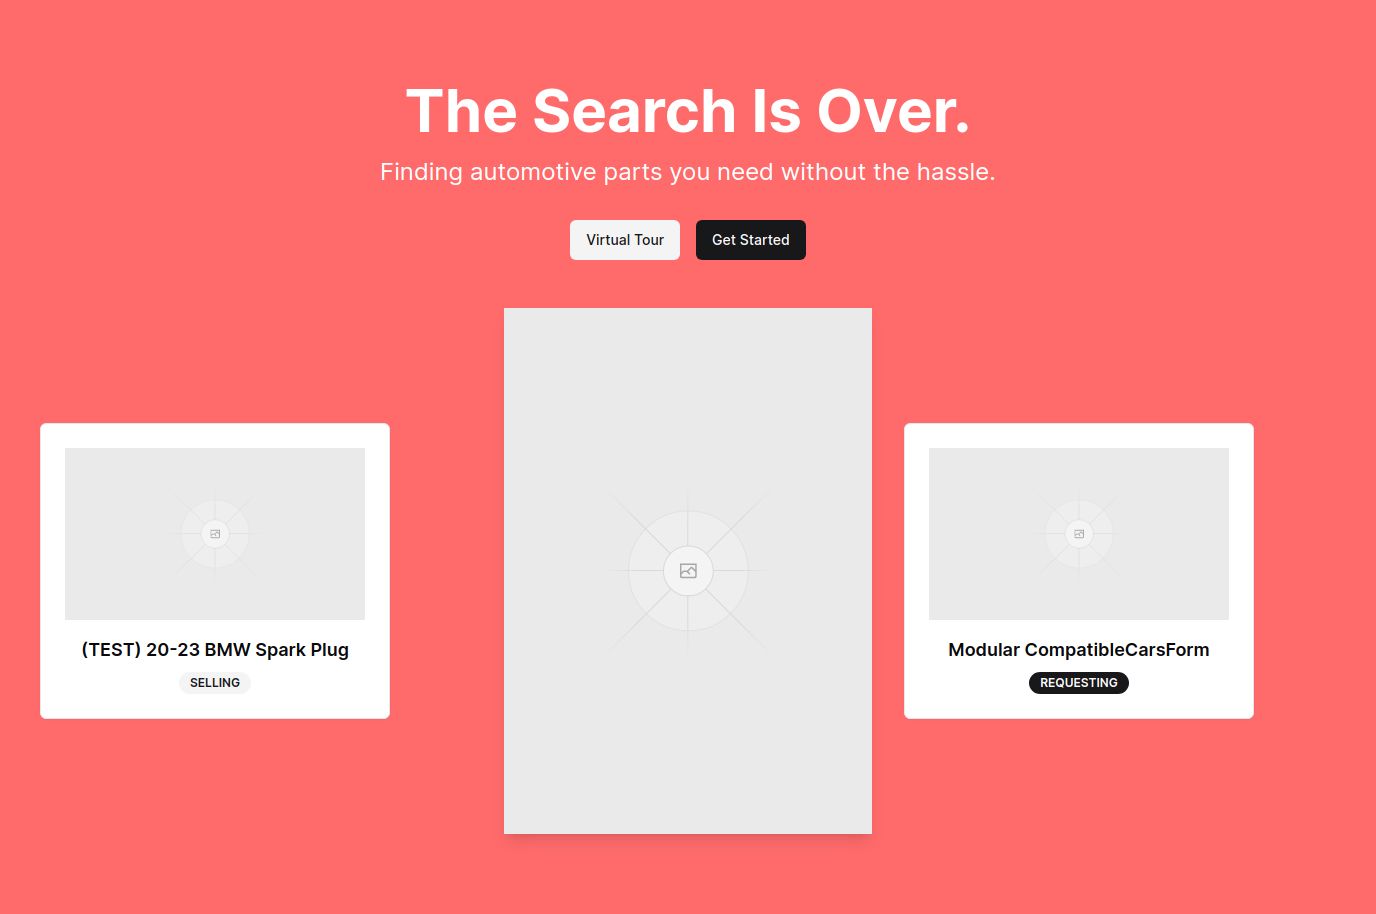 The Search Is Over.
Finding automotive parts you need without the hassle.
Virtual Tour
Get Started
(TEST) 20-23 BMW Spark Plug
SELLING
Modular CompatibleCarsForm
REQUESTING